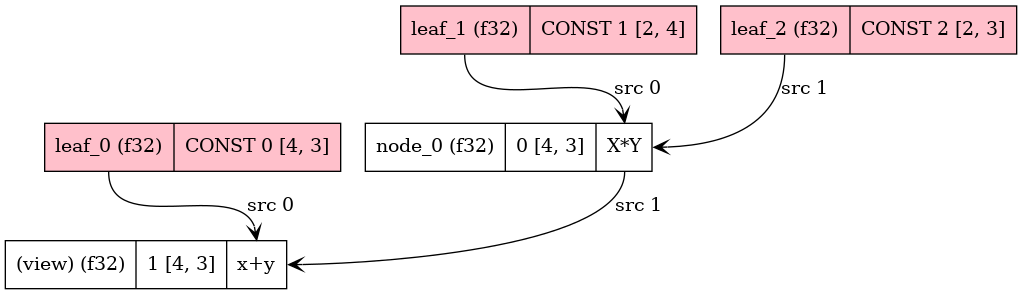 leaf_1 (f32) CONST 1 [2, 4]
leaf_2 (f32) CONST 2 [2, 3]
src 0
src 1
leaf_0 (f32) CONST 0 [4, 3]
node_0 (f32) 0 [4, 3] X*Y
src 0
src 1
(view) (f32) 1 [4, 3] x+y